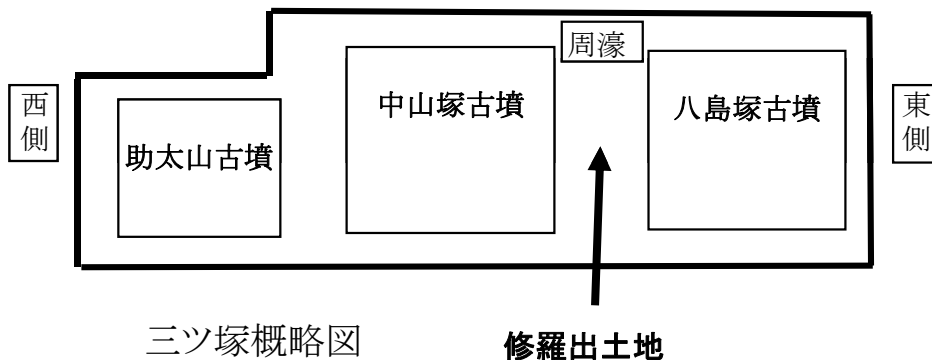 周濠
西側
中山塚古墳
八島塚古墳
東側
助太山古墳
三ツ塚概略図
修羅出土地